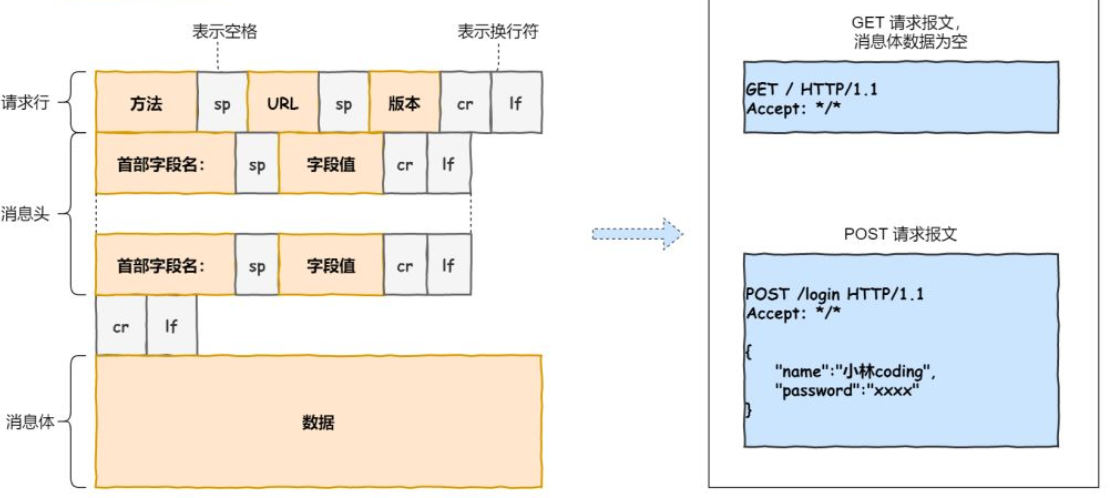 表示空格
表示换行符
请求行
方法 sp URL sp 版本 cr lf
首部字段名: sp 字段值 cr lf
消息头
首部字段名: sp 字段值 cr lf
cr lf
消息体
数据
GET 请求报文，
消息体数据为空
GET / HTTP/1.1
Accept: */*
POST 请求报文
POST /login HTTP/1.1
Accept: */*
{
"name":"小林coding",
"password":"xxxx"
}